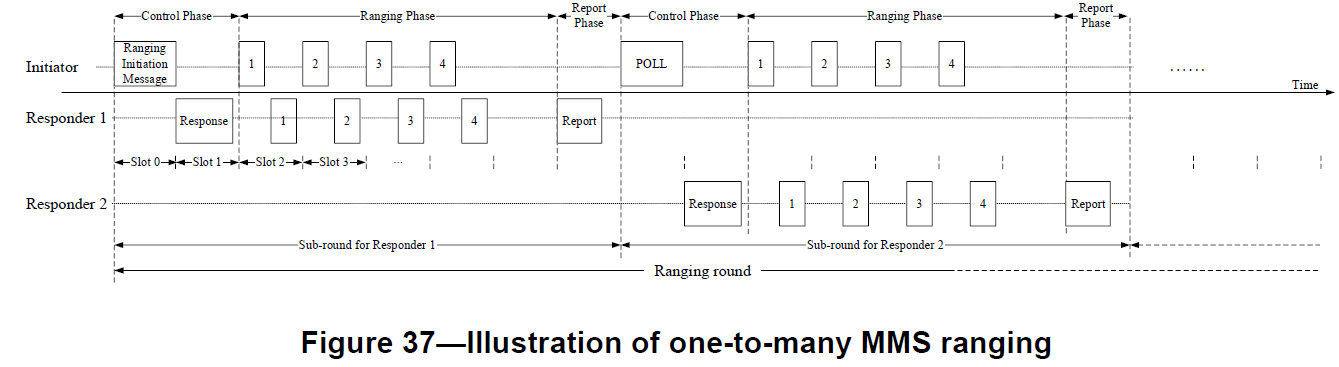 Control Phase Ranging Phase Report Phase Control Phase Ranging Phase Report Phase
Initiator Ranging Initiation Message 1 2 3 4 POLL 1 2 3 4 ......
Time
Responder 1 Response 1 2 3 4 Report
Slot 0 Slot 1 Slot 2 Slot 3 ...
Responder 2 Response 1 2 3 4 Report
Sub-round for Responder 1 Sub-round for Responder 2
Ranging round
Figure 37—Illustration of one-to-many MMS ranging